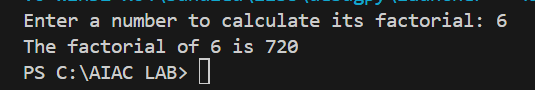 Enter a number to calculate its factorial: 6
The factorial of 6 is 720
PS C:\AIAC LAB>